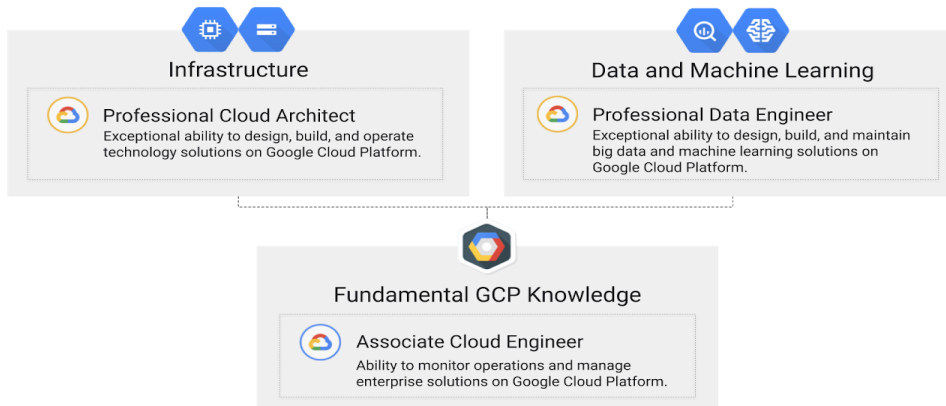 Infrastructure
Professional Cloud Architect
Exceptional ability to design, build, and operate
technology solutions on Google Cloud Platform.
Data and Machine Learning
Professional Data Engineer
Exceptional ability to design, build, and maintain
big data and machine learning solutions on
Google Cloud Platform.
Fundamental GCP Knowledge
Associate Cloud Engineer
Ability to monitor operations and manage
enterprise solutions on Google Cloud Platform.